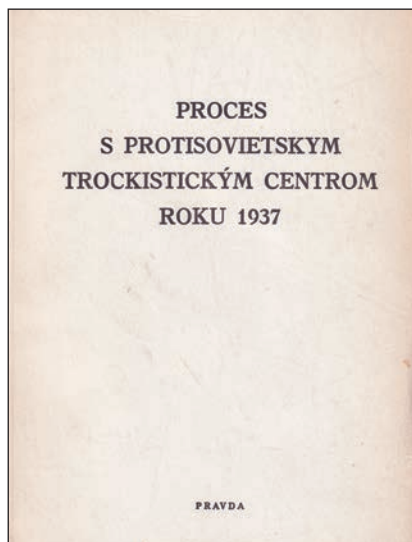 PROCES
S PROTISOVIETSKYM
TROCKISTICKÝM CENTROM
ROKU 1937
PRAVDA